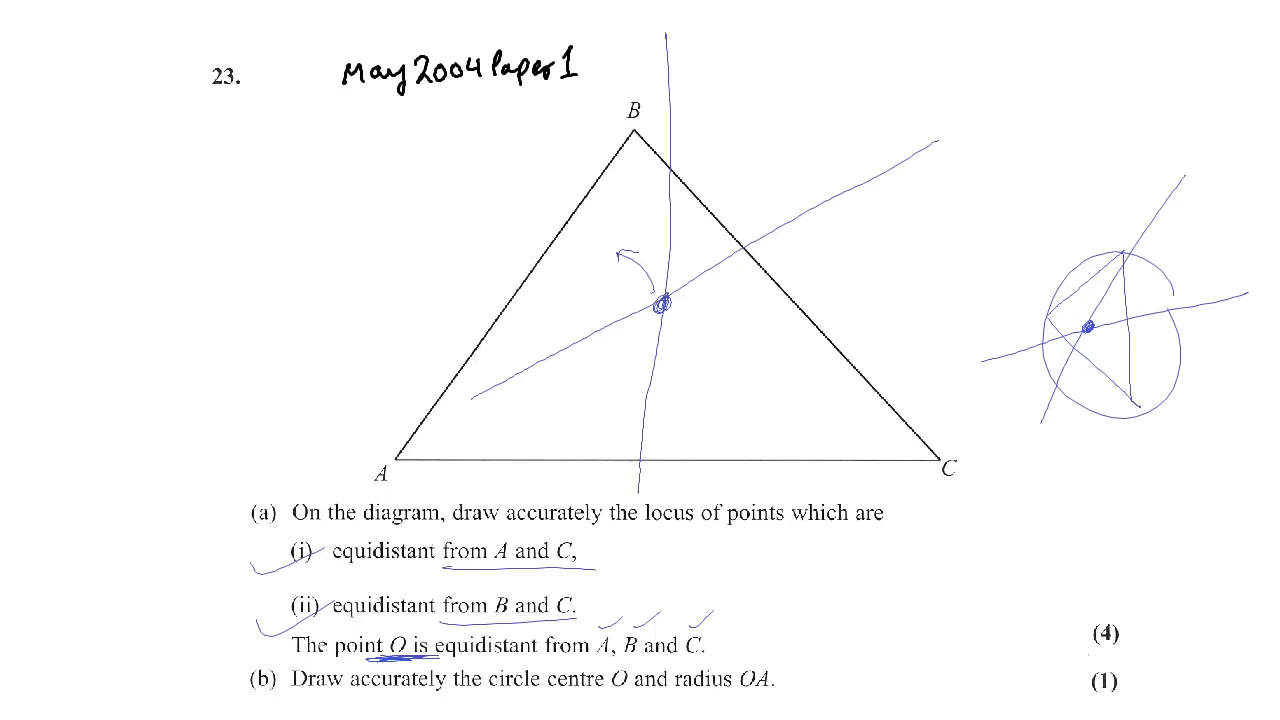 23.
May 2004 Paper 1
B
A
C
(a) On the diagram, draw accurately the locus of points which are
(i) equidistant from A and C,
(ii) equidistant from B and C.
The point O is equidistant from A, B and C.
(4)
(b) Draw accurately the circle centre O and radius OA.
(1)